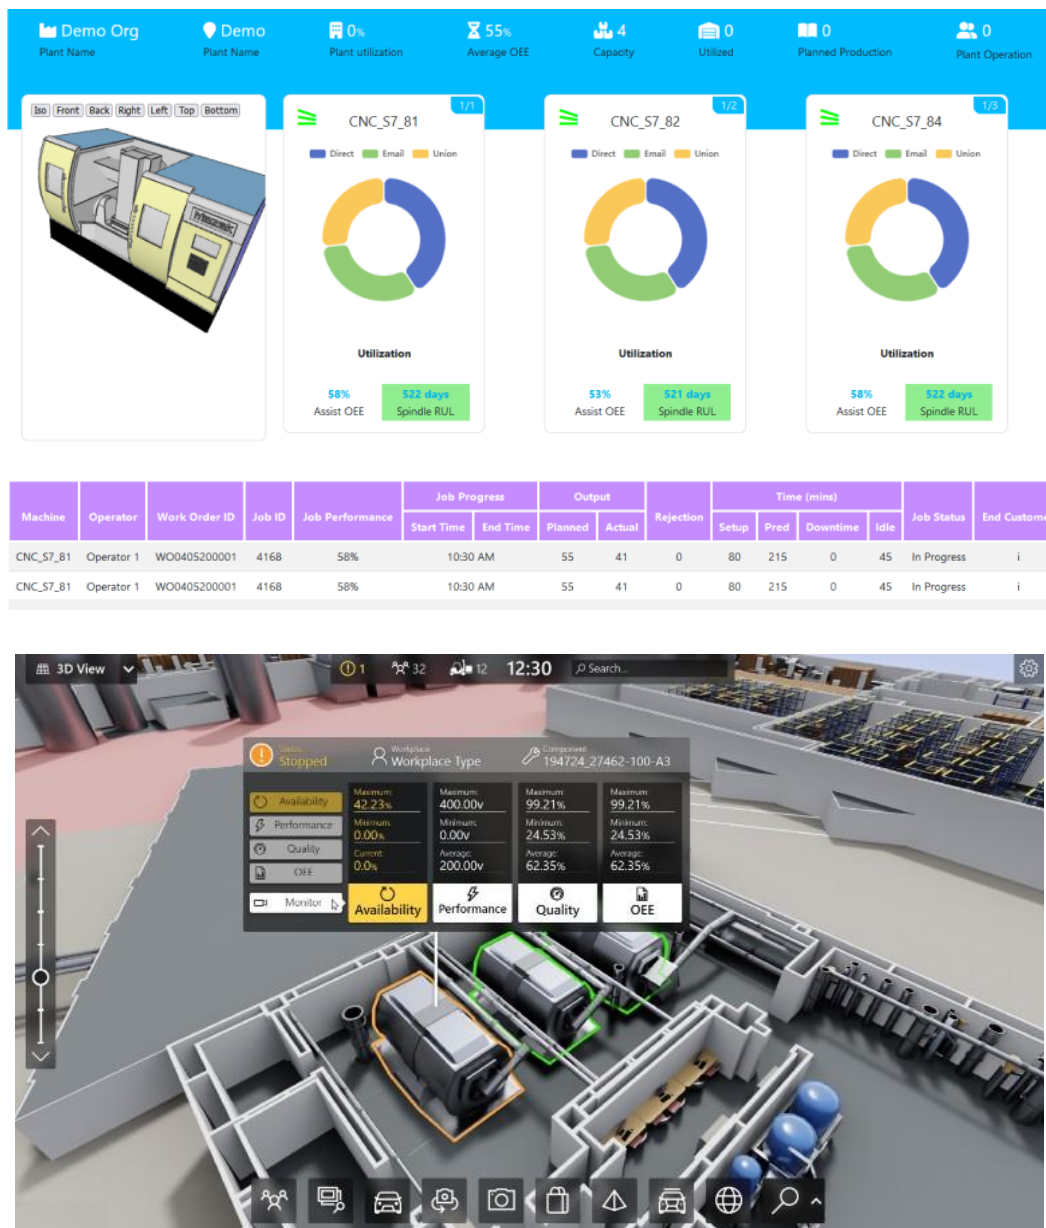 Demo Org
Plant Name
Demo
Plant Name
0%
Plant utilization
55%
Average OEE
4
Capacity
0
Utilized
0
Planned Production
0
Plant Operation
Iso Front Back Right Left Top Bottom
1/1
CNC_S7_81
Direct Email Union
Utilization
58%
Assist OEE
522 days
Spindle RUL
1/2
CNC_S7_82
Direct Email Union
Utilization
53%
Assist OEE
521 days
Spindle RUL
1/3
CNC_S7_84
Direct Email Union
Utilization
58%
Assist OEE
522 days
Spindle RUL
Machine Operator Work Order ID Job ID Job Performance Job Progress Output Rejection Time (mins) Job Status End Custome
Start Time End Time Planned Actual Setup Pred Downtime Idle
CNC_S7_81 Operator 1 WO0405200001 4168 58% 10:30 AM 55 41 0 80 215 0 45 In Progress i
CNC_S7_81 Operator 1 WO0405200001 4168 58% 10:30 AM 55 41 0 80 215 0 45 In Progress i
3D View 1 32 12 12:30 Search...
Status
Stopped
Workplace
Workplace Type
Component
194724_27462-100-A3
Availability
Performance
Quality
OEE
Monitor
Maximum:
42.23%
Minimum:
0.00%
Current:
0.0%
Availability
Maximum:
400.00v
Minimum:
0.00v
Average:
200.00v
Performance
Maximum:
99.21%
Minimum:
24.53%
Average:
62.35%
Quality
Maximum:
99.21%
Minimum:
24.53%
Average:
62.35%
OEE